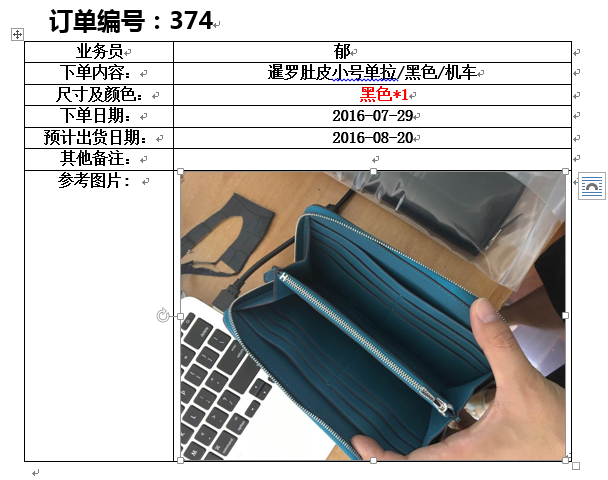 订单编号：374
业务员 郁
下单内容： 暹罗肚皮小号单拉/黑色/机车
尺寸及颜色： 黑色*1
下单日期： 2016-07-29
预计出货日期： 2016-08-20
其他备注：
参考图片：